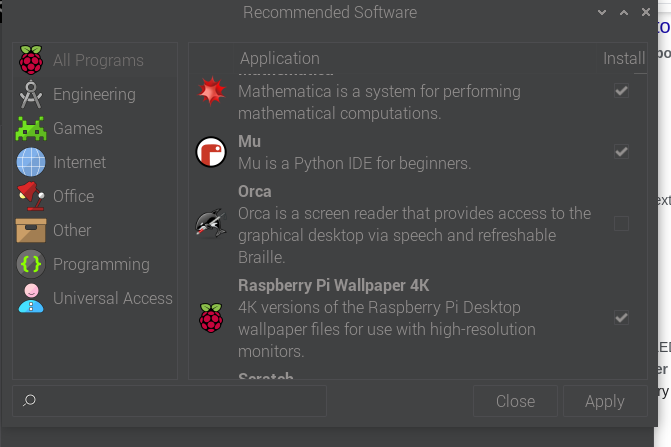 Recommended Software
All Programs
Engineering
Games
Internet
Office
Other
Programming
Universal Access
Application
Install
Mathematica is a system for performing
mathematical computations.
Mu
Mu is a Python IDE for beginners.
Orca
Orca is a screen reader that provides access to the
graphical desktop via speech and refreshable
Braille.
Raspberry Pi Wallpaper 4K
4K versions of the Raspberry Pi Desktop
wallpaper files for use with high-resolution
monitors.
Scratch
Close
Apply